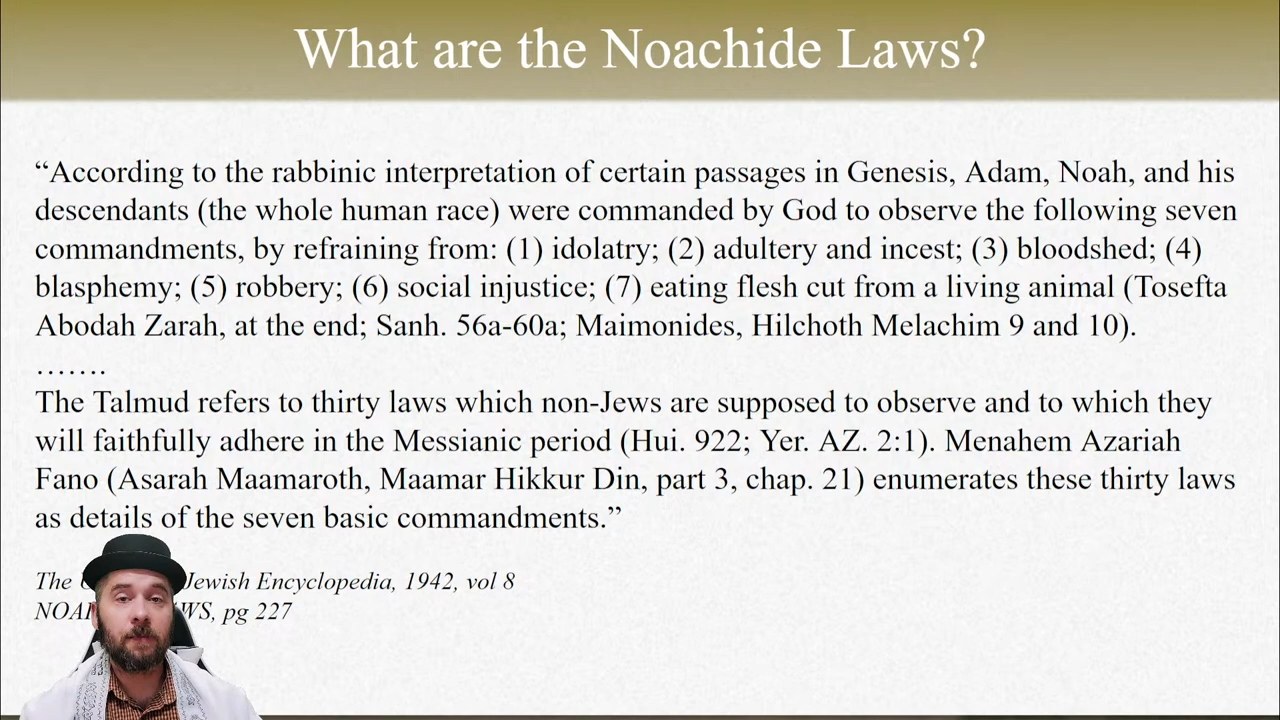 What are the Noachide Laws?
“According to the rabbinic interpretation of certain passages in Genesis, Adam, Noah, and his
descendants (the whole human race) were commanded by God to observe the following seven
commandments, by refraining from: (1) idolatry; (2) adultery and incest; (3) bloodshed; (4)
blasphemy; (5) robbery; (6) social injustice; (7) eating flesh cut from a living animal (Tosefta
Abodah Zarah, at the end; Sanh. 56a-60a; Maimonides, Hilchoth Melachim 9 and 10).
…….
The Talmud refers to thirty laws which non-Jews are supposed to observe and to which they
will faithfully adhere in the Messianic period (Hui. 922; Yer. AZ. 2:1). Menahem Azariah
Fano (Asarah Maamaroth, Maamar Hikkur Din, part 3, chap. 21) enumerates these thirty laws
as details of the seven basic commandments.”
The Jewish Encyclopedia, 1942, vol 8
pg 227